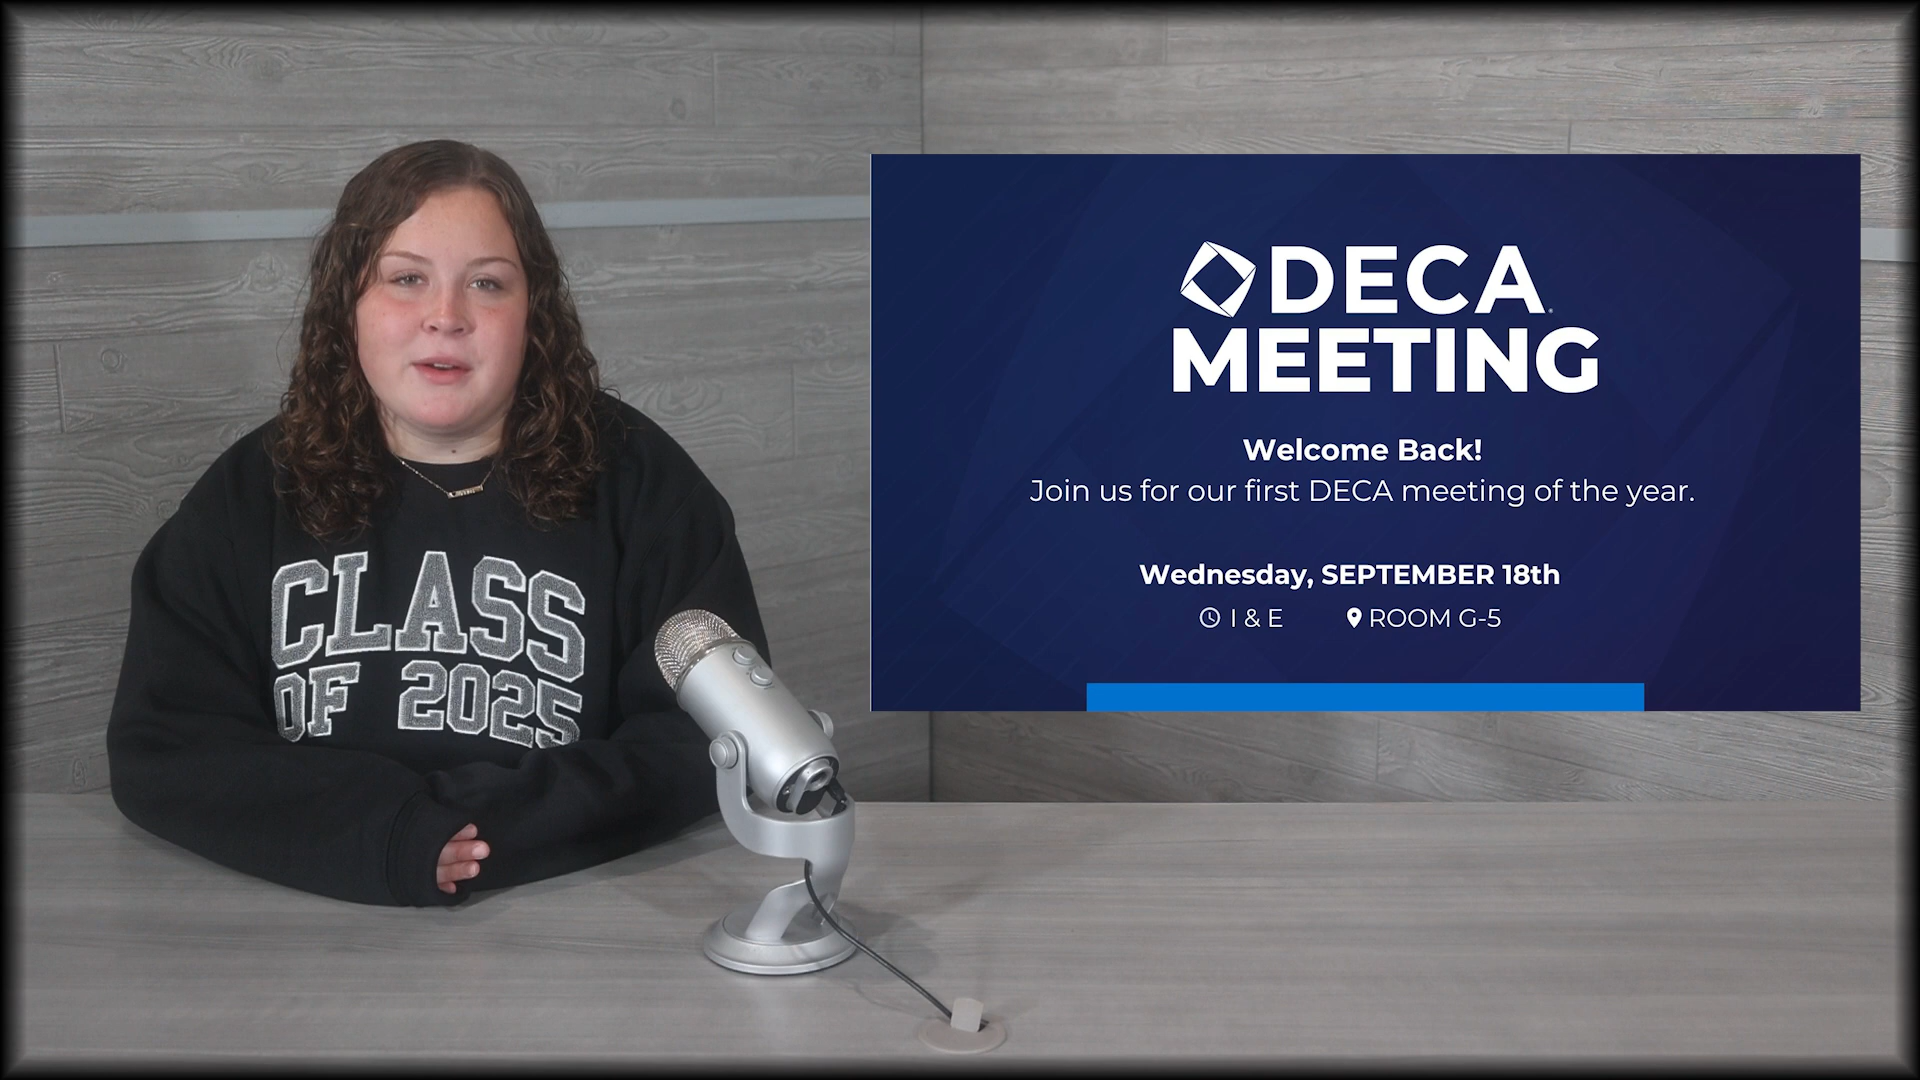 CLASS
OF 2025
DECA
MEETING
Welcome Back!
Join us for our first DECA meeting of the year.
Wednesday, SEPTEMBER 18th
I & E
ROOM G-5